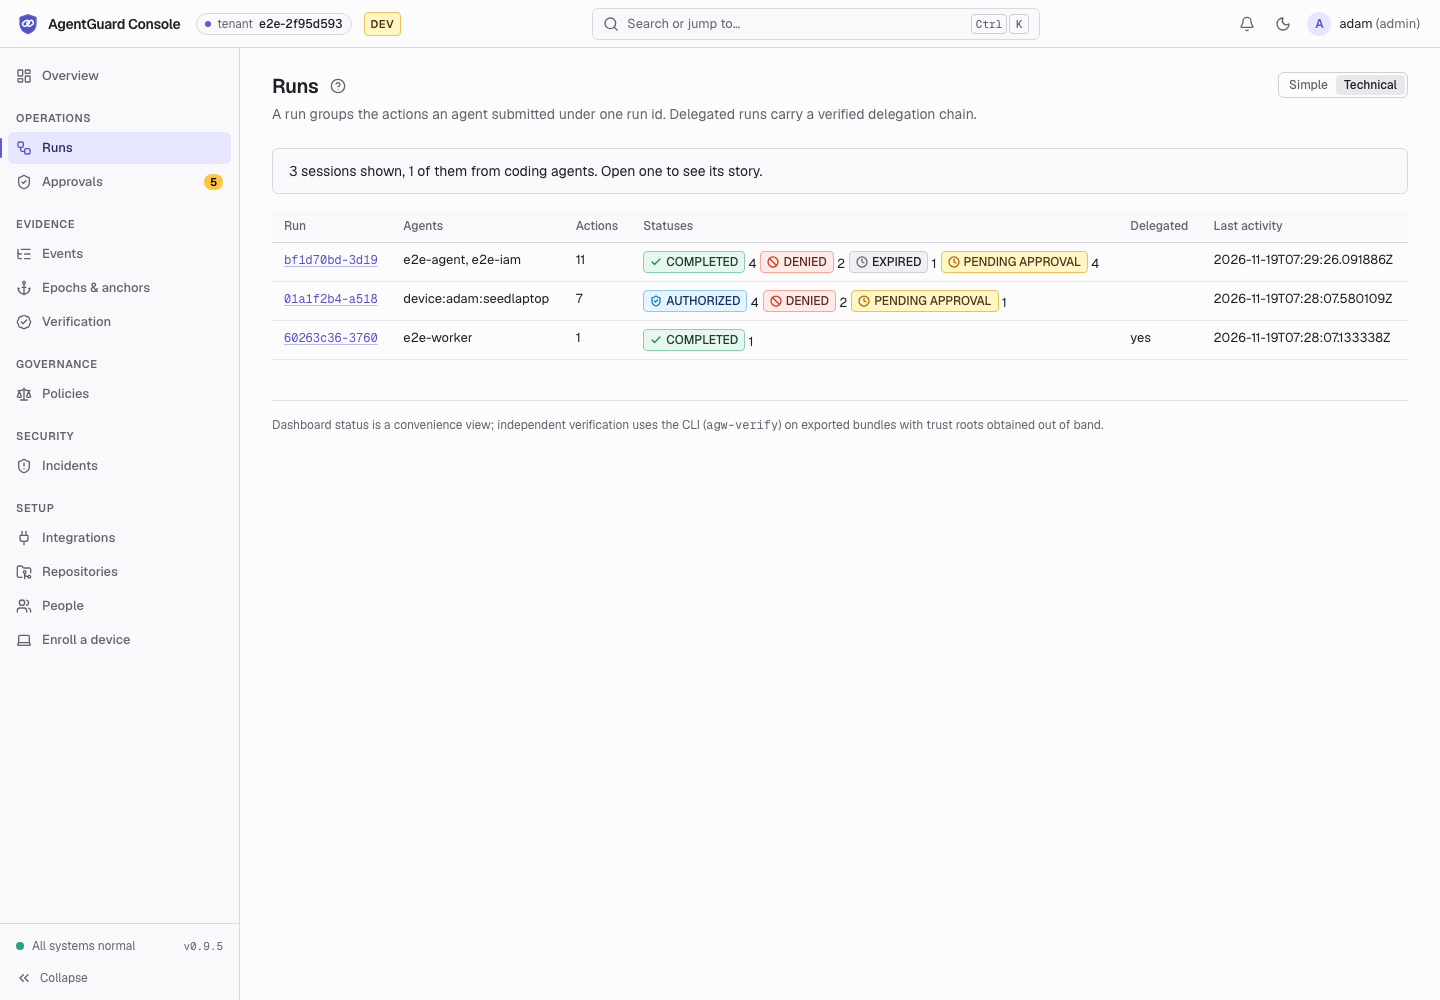 AgentGuard Console
tenant e2e-2f95d593
DEV
Search or jump to...
Ctrl K
A
adam (admin)
Overview
OPERATIONS
Runs
Approvals 5
EVIDENCE
Events
Epochs & anchors
Verification
GOVERNANCE
Policies
SECURITY
Incidents
SETUP
Integrations
Repositories
People
Enroll a device
All systems normal v0.9.5
Collapse
Runs
Simple Technical
A run groups the actions an agent submitted under one run id. Delegated runs carry a verified delegation chain.
3 sessions shown, 1 of them from coding agents. Open one to see its story.
Run Agents Actions Statuses Delegated Last activity
bf1d70bd-3d19 e2e-agent, e2e-iam 11 COMPLETED 4 DENIED 2 EXPIRED 1 PENDING APPROVAL 4 2026-11-19T07:29:26.091886Z
01a1f2b4-a518 device:adam:seedlaptop 7 AUTHORIZED 4 DENIED 2 PENDING APPROVAL 1 2026-11-19T07:28:07.580109Z
60263c36-3760 e2e-worker 1 COMPLETED 1 yes 2026-11-19T07:28:07.133338Z
Dashboard status is a convenience view; independent verification uses the CLI (agw-verify) on exported bundles with trust roots obtained out of band.